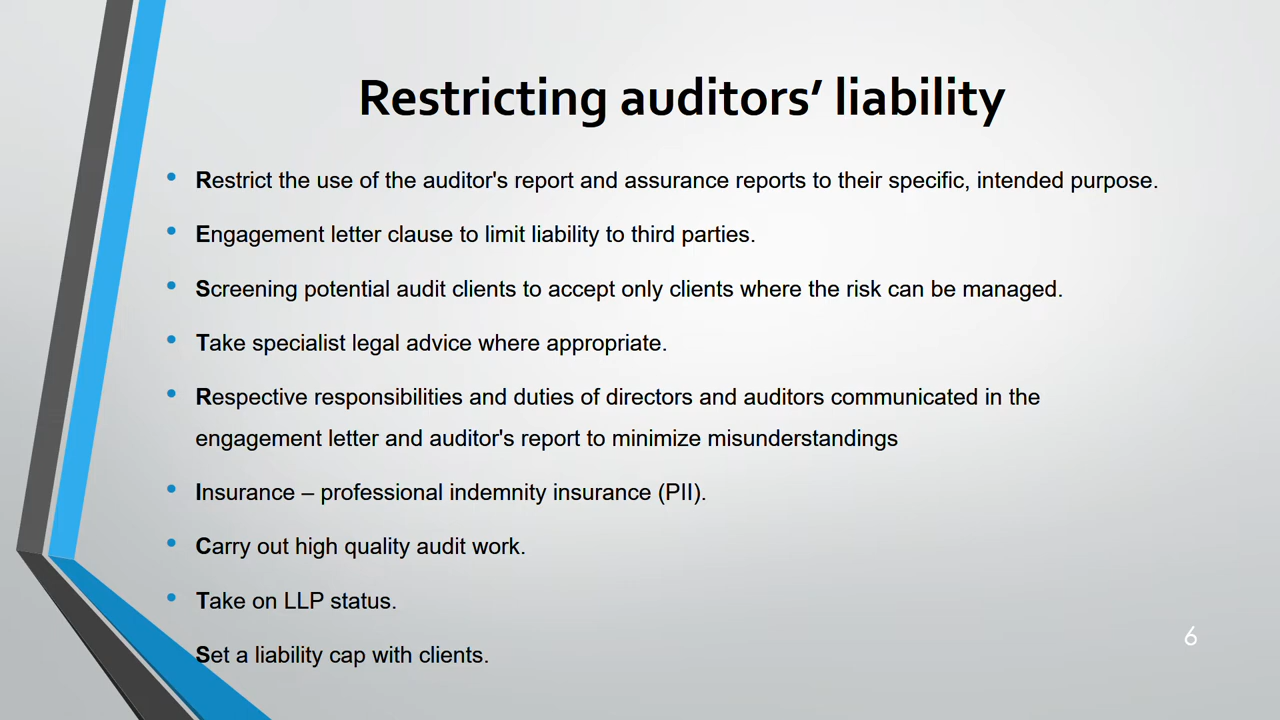 Restricting auditors’ liability
• Restrict the use of the auditor's report and assurance reports to their specific, intended purpose.
• Engagement letter clause to limit liability to third parties.
• Screening potential audit clients to accept only clients where the risk can be managed.
• Take specialist legal advice where appropriate.
• Respective responsibilities and duties of directors and auditors communicated in the
engagement letter and auditor's report to minimize misunderstandings
• Insurance – professional indemnity insurance (PII).
• Carry out high quality audit work.
• Take on LLP status.
Set a liability cap with clients.
6